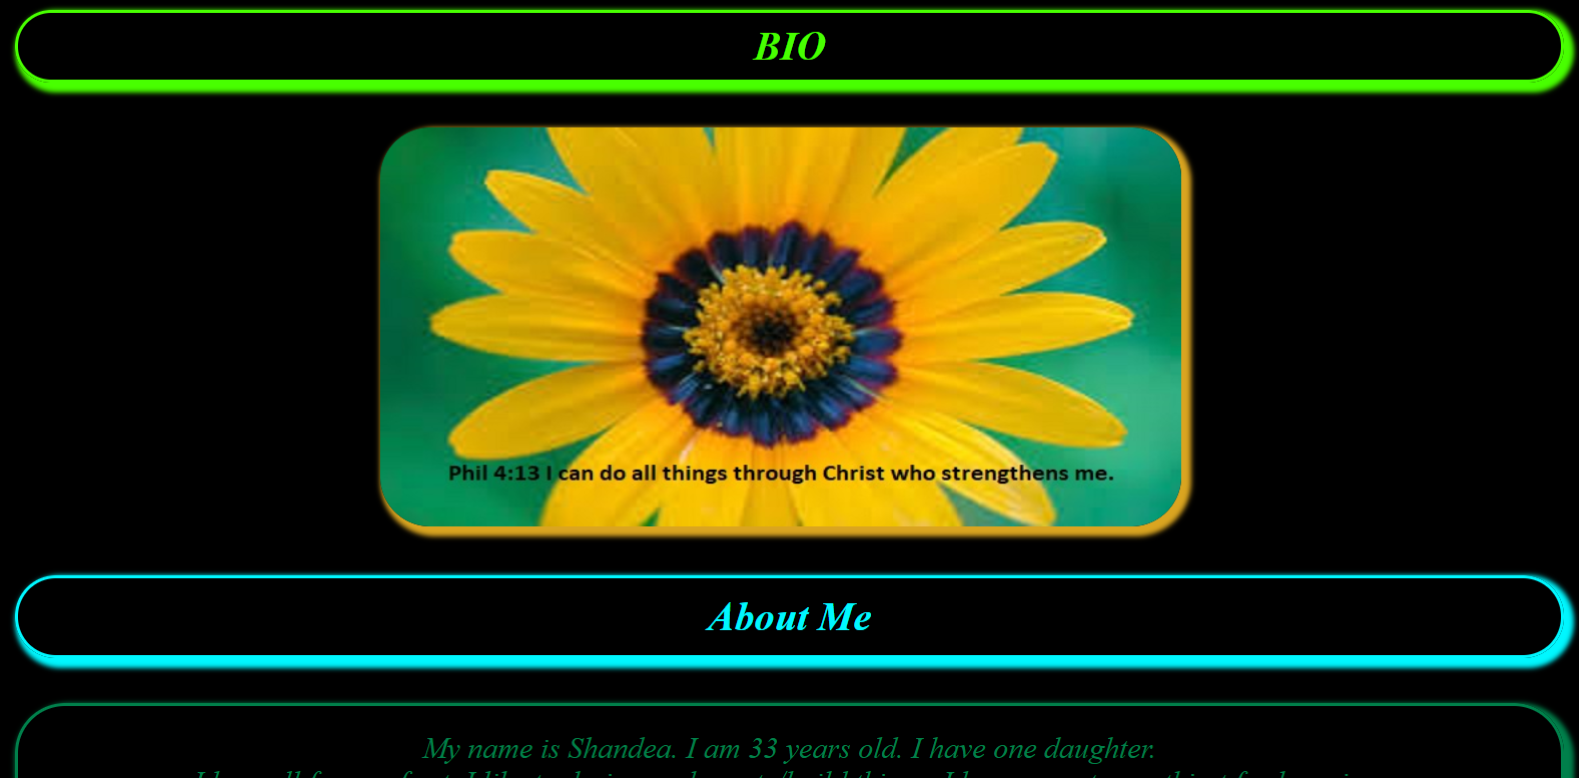 BIO
Phil 4:13 I can do all things through Christ who strengthens me.
About Me
My name is Shandea. I am 33 years old. I have one daughter.